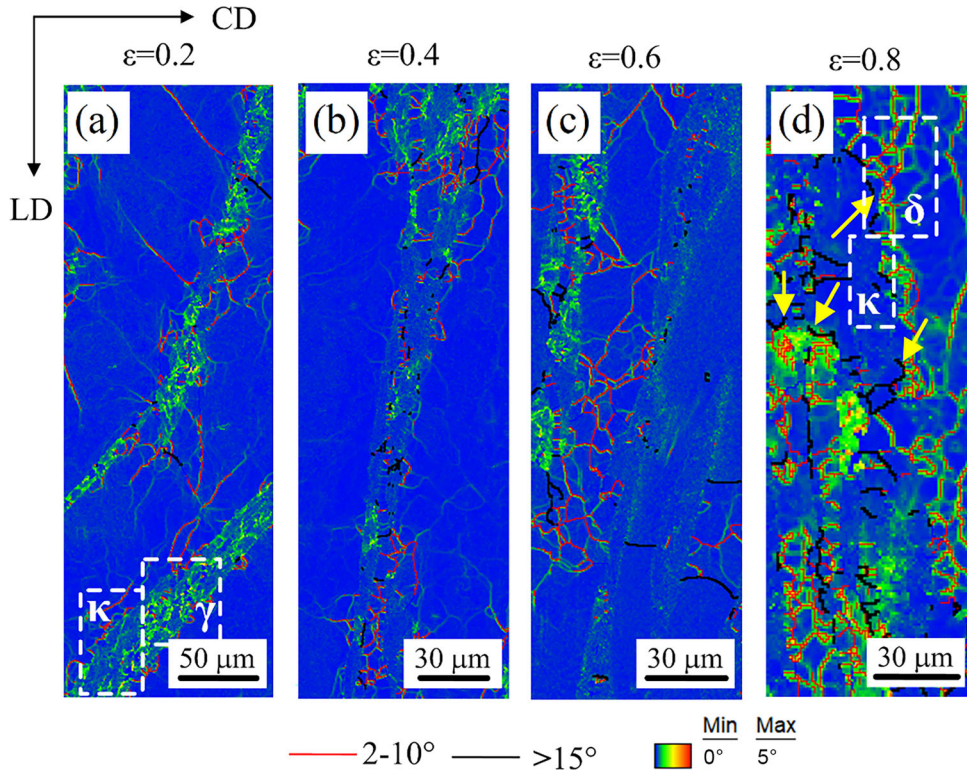 CD
LD
ε=0.2
ε=0.4
ε=0.6
ε=0.8
(a)
(b)
(c)
(d)
δ
κ
κ
γ
50 μm
30 μm
30 μm
30 μm
2-10°
>15°
Min Max
0° 5°